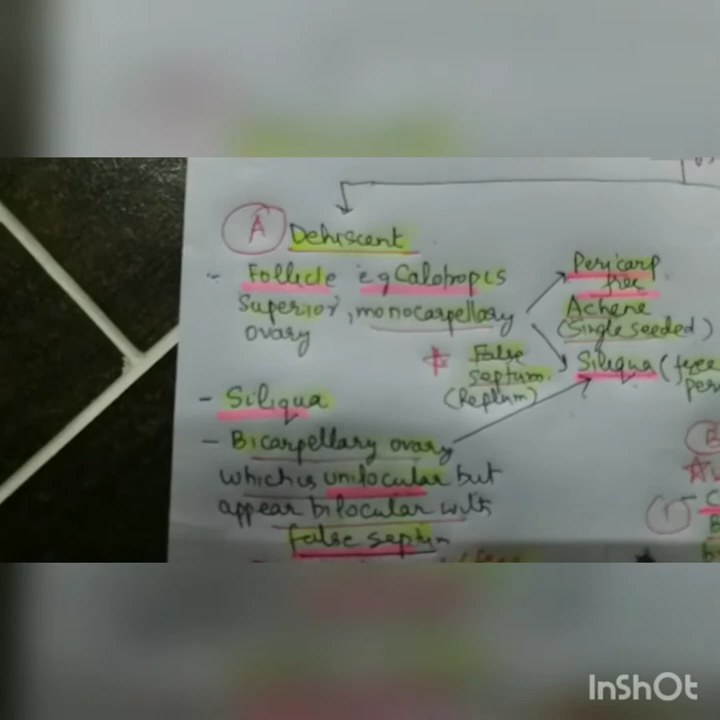 A Dehiscent
- Follicle eg Calotropis
Superior, monocarpellary
ovary
Pericarp
free
Achene
(Single seeded)
False
septum
(Replum)
Siliqua (free
- Siliqua
- Bicarpellary ovary
which is unilocular but
appear bilocular with
false septum
InShOt